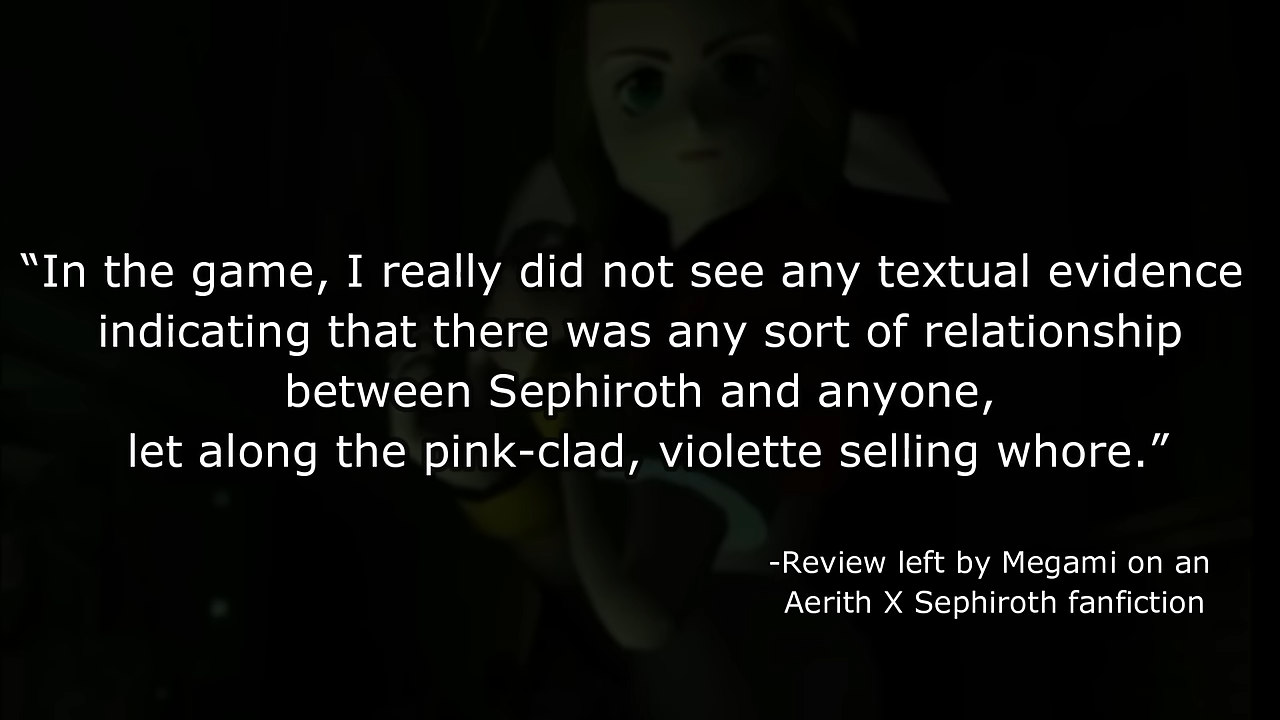 “In the game, I really did not see any textual evidence
indicating that there was any sort of relationship
between Sephiroth and anyone,
let along the pink-clad, violette selling whore.”
-Review left by Megami on an
Aerith X Sephiroth fanfiction